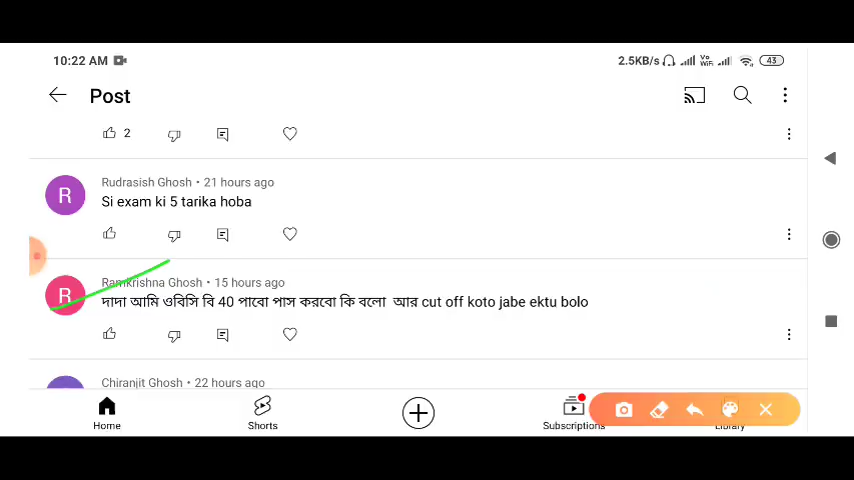 10:22 AM 2.5KB/s Vo WiFi 43
Post
2
Rudrasish Ghosh • 21 hours ago
R
Si exam ki 5 tarika hoba
Ramkrishna Ghosh • 15 hours ago
R
দাদা আমি ওবিসি বি 40 পাবো পাস করবো কি বলো আর cut off koto jabe ektu bolo
Chiranjit Ghosh • 22 hours ago
Home Shorts Subscriptions Library